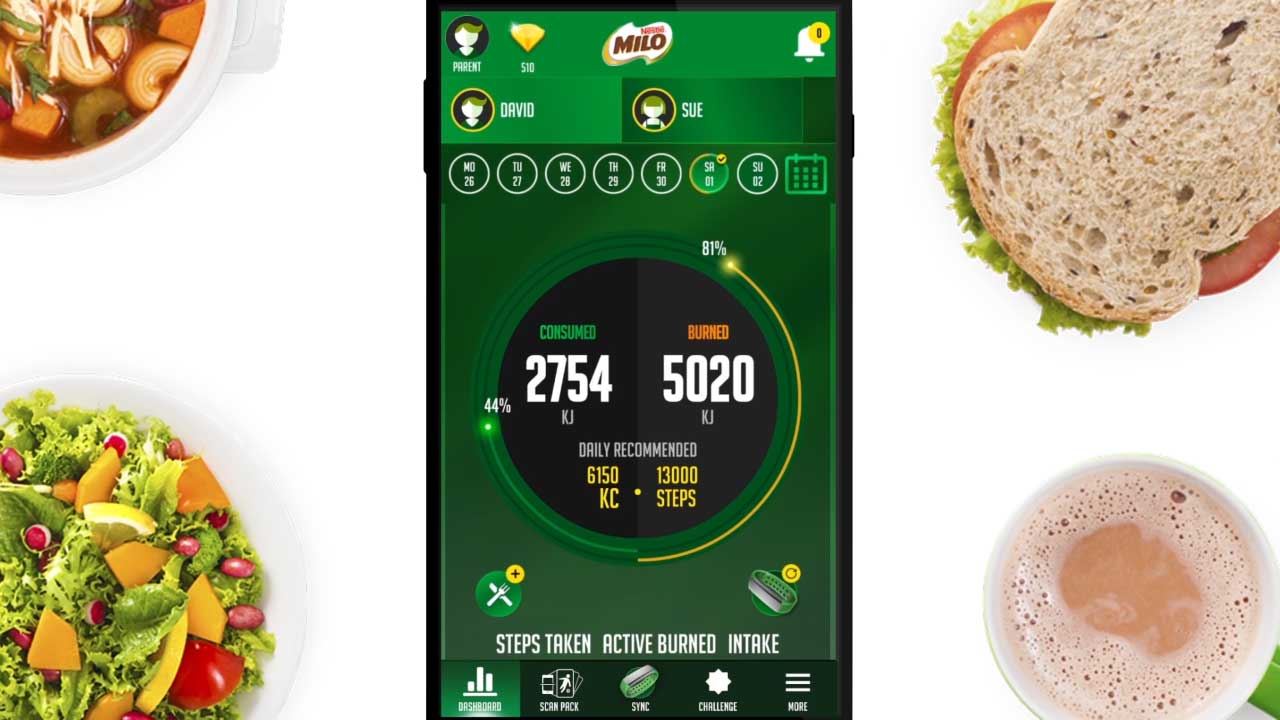 PARENT
510
Nestlé
MILO
0
DAVID
SUE
MO
26
TU
27
WE
28
TH
29
FR
30
SA
01
SU
02
81%
44%
CONSUMED
2754
KJ
BURNED
5020
KJ
DAILY RECOMMENDED
6150
KC
13000
STEPS
STEPS TAKEN ACTIVE BURNED INTAKE
DASHBOARD
SCAN PACK
SYNC
CHALLENGE
MORE